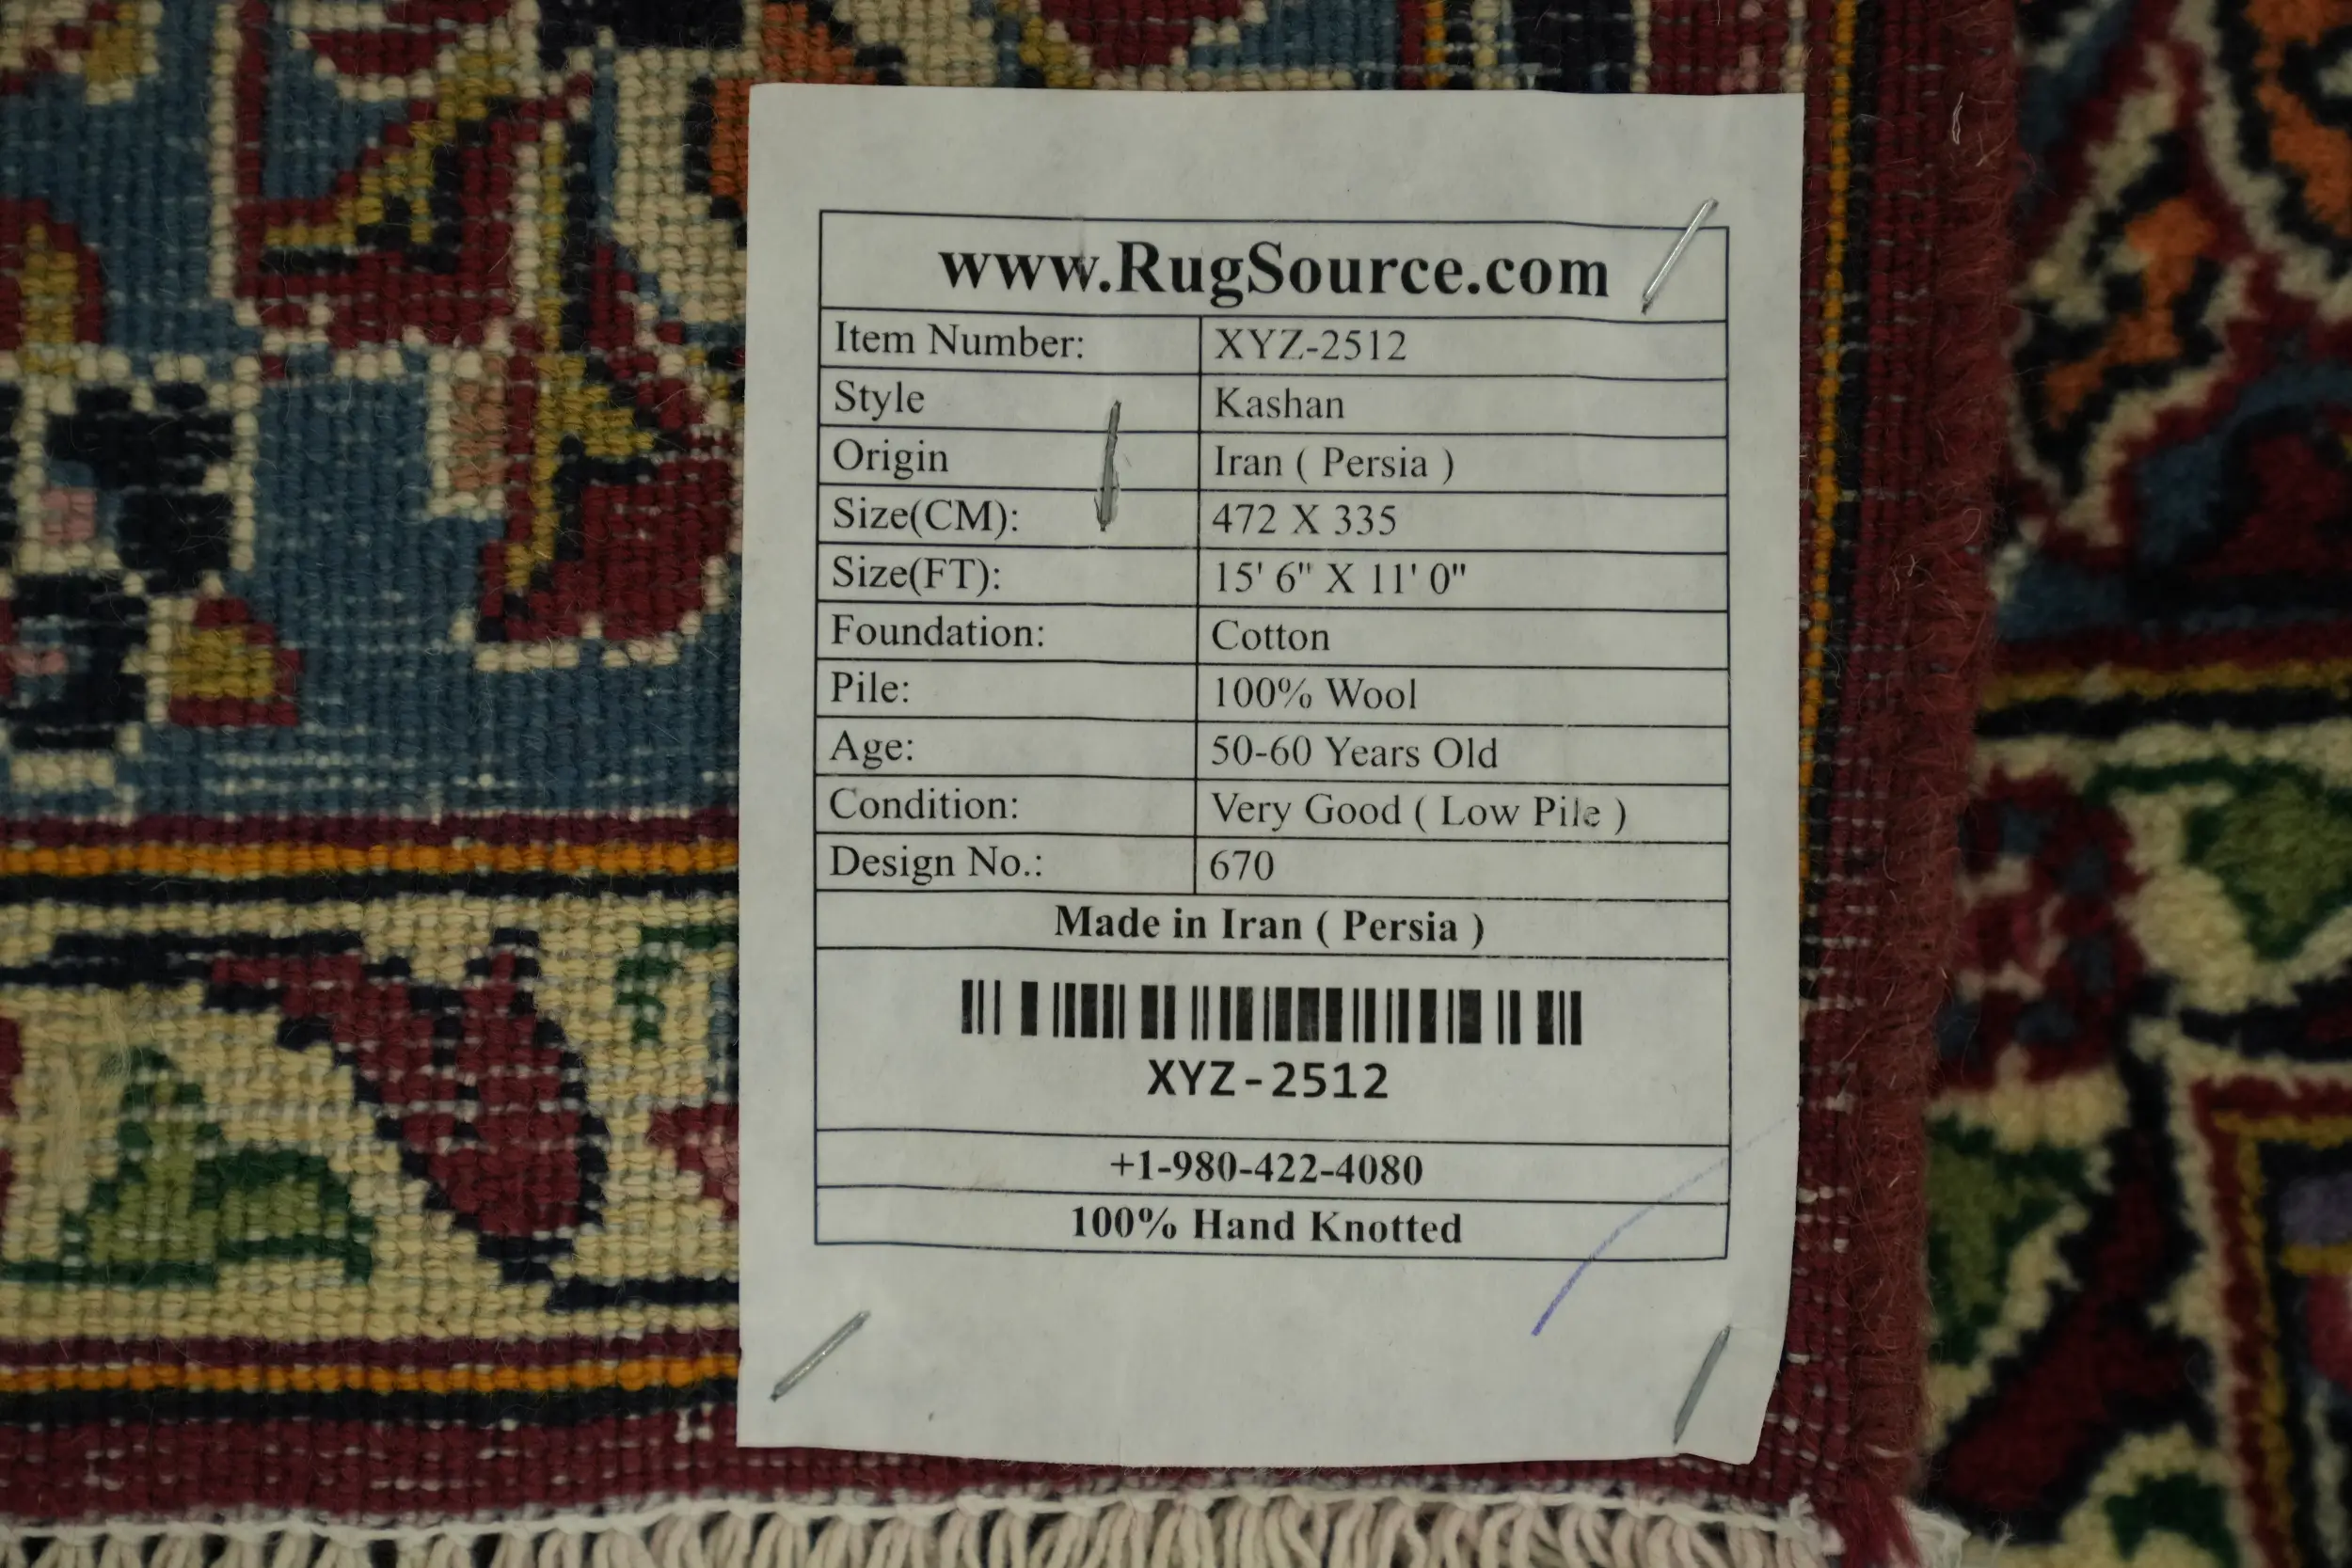 www.RugSource.com
Item Number: XYZ-2512
Style Kashan
Origin Iran ( Persia )
Size(CM): 472 X 335
Size(FT): 15' 6" X 11' 0"
Foundation: Cotton
Pile: 100% Wool
Age: 50-60 Years Old
Condition: Very Good ( Low Pile )
Design No.: 670
Made in Iran ( Persia )
XYZ-2512
+1-980-422-4080
100% Hand Knotted